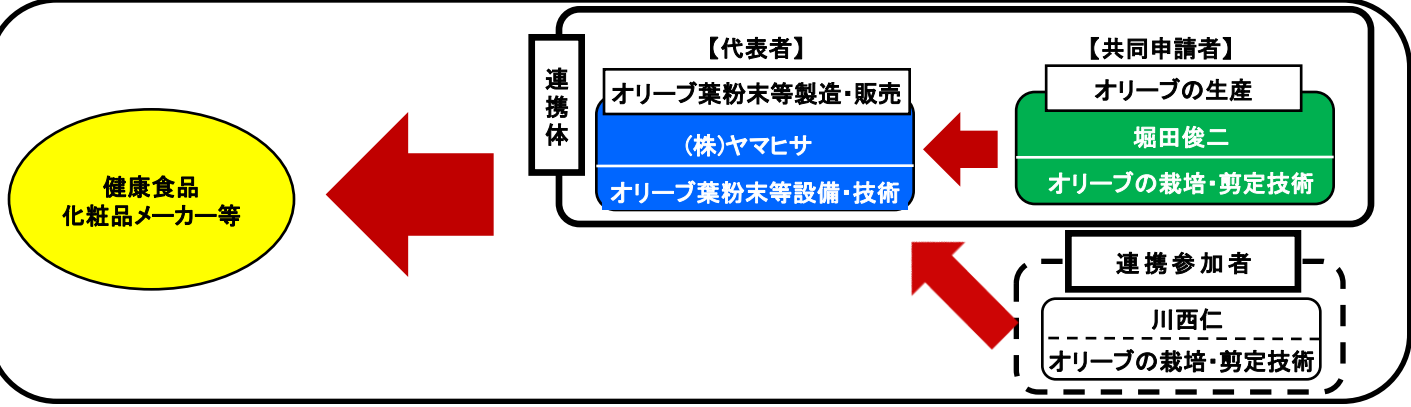 連携体
【代表者】
オリーブ葉粉末等製造・販売
(株)ヤマヒサ
オリーブ葉粉末等設備・技術
【共同申請者】
オリーブの生産
堀田俊二
オリーブの栽培・剪定技術
健康食品
化粧品メーカー等
連携参加者
川西仁
オリーブの栽培・剪定技術